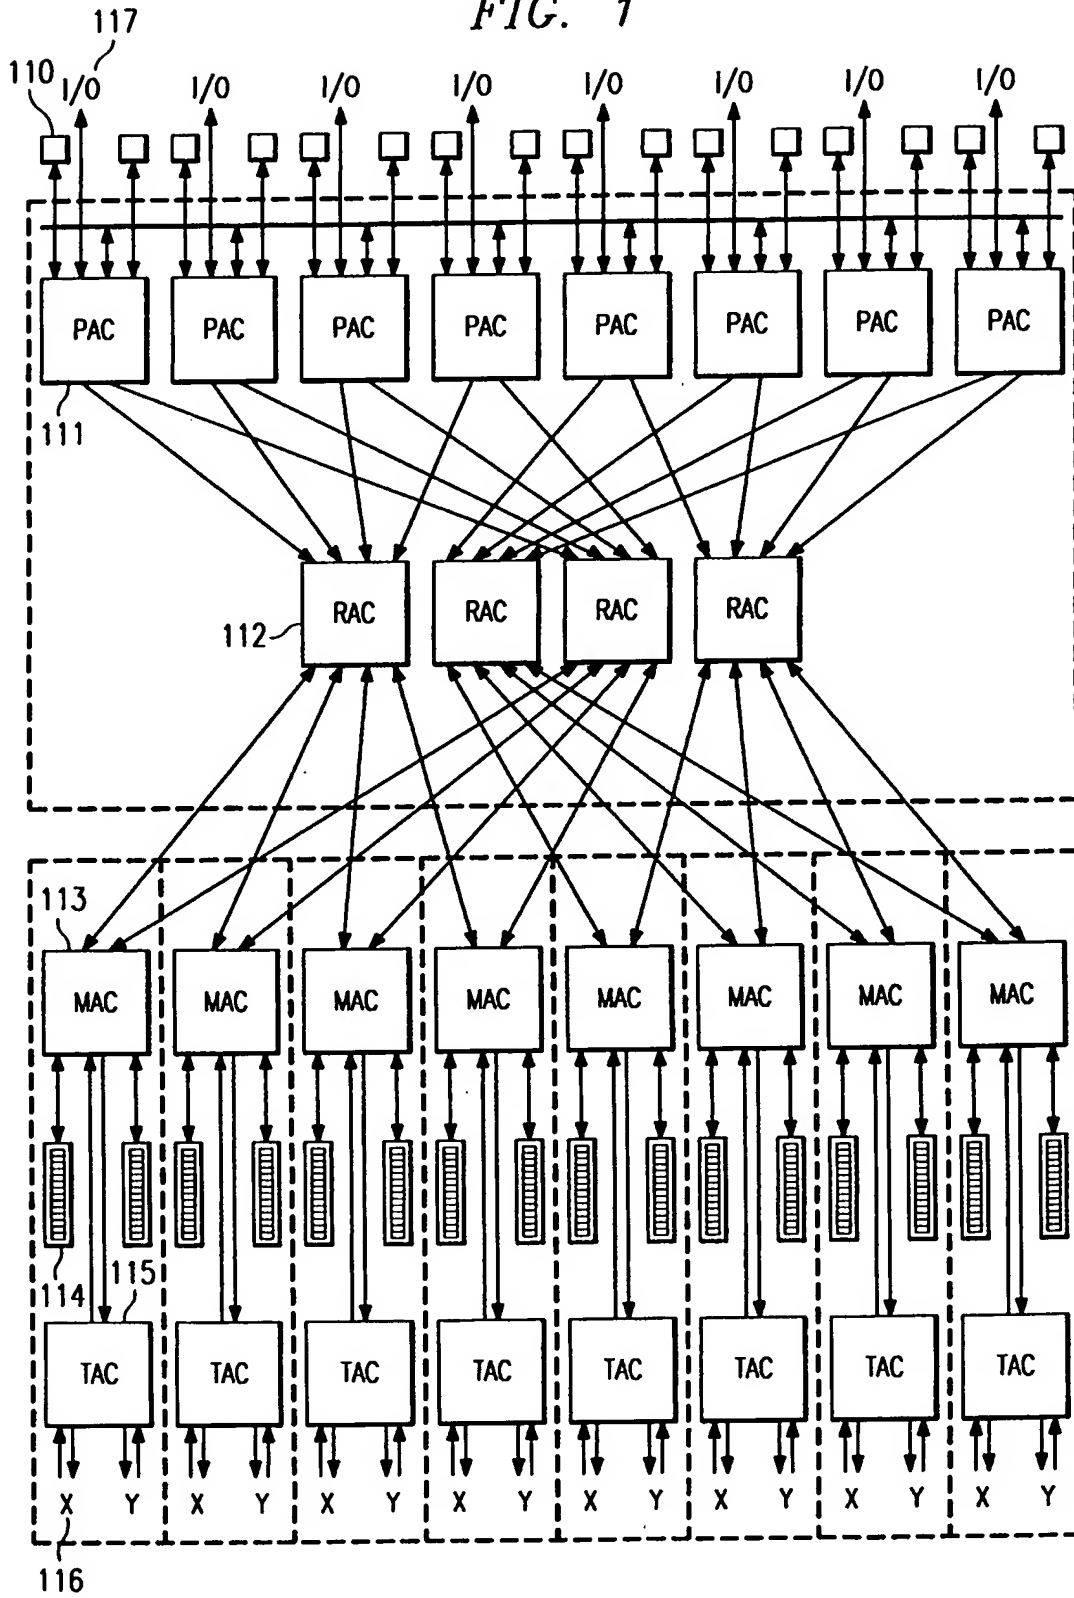 FIG. 1
117
110
I/O I/O I/O I/O I/O I/O I/O I/O
PAC PAC PAC PAC PAC PAC PAC PAC
111
RAC RAC RAC RAC
112
113
MAC MAC MAC MAC MAC MAC MAC MAC
114
115
TAC TAC TAC TAC TAC TAC TAC TAC
X Y X Y X Y X Y X Y X Y X Y X Y
116